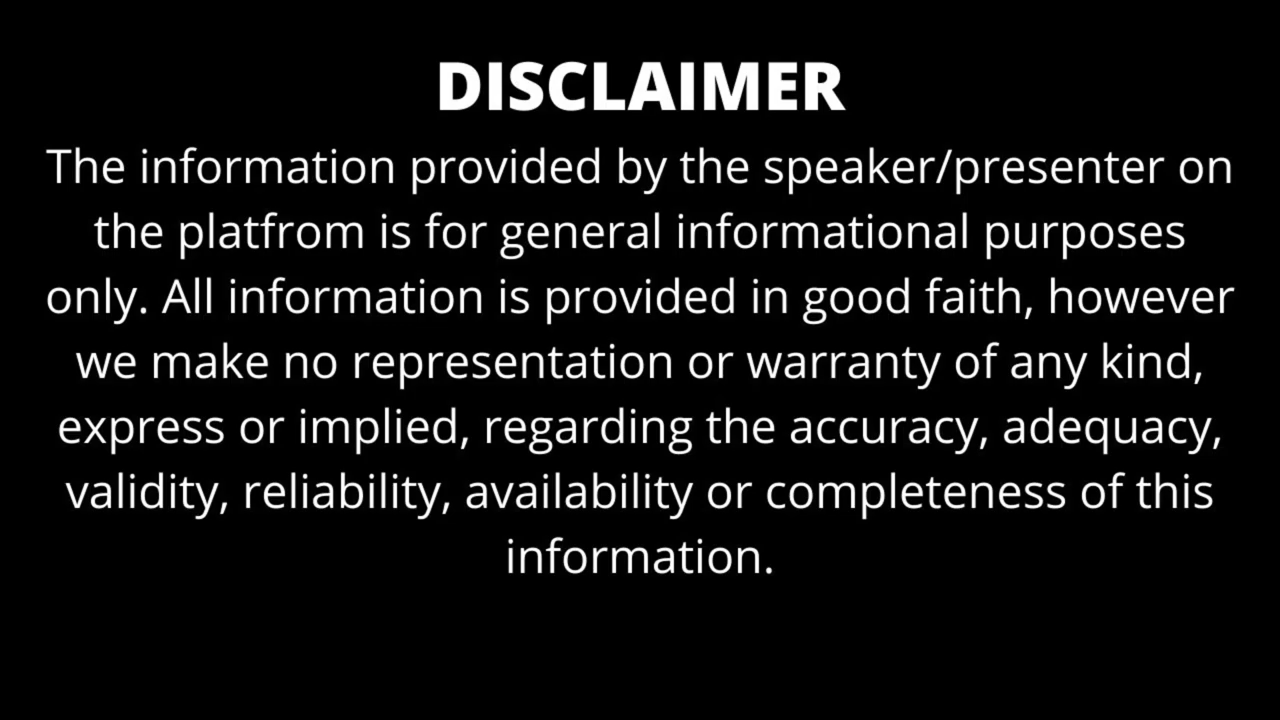 DISCLAIMER
The information provided by the speaker/presenter on
the platfrom is for general informational purposes
only. All information is provided in good faith, however
we make no representation or warranty of any kind,
express or implied, regarding the accuracy, adequacy,
validity, reliability, availability or completeness of this
information.